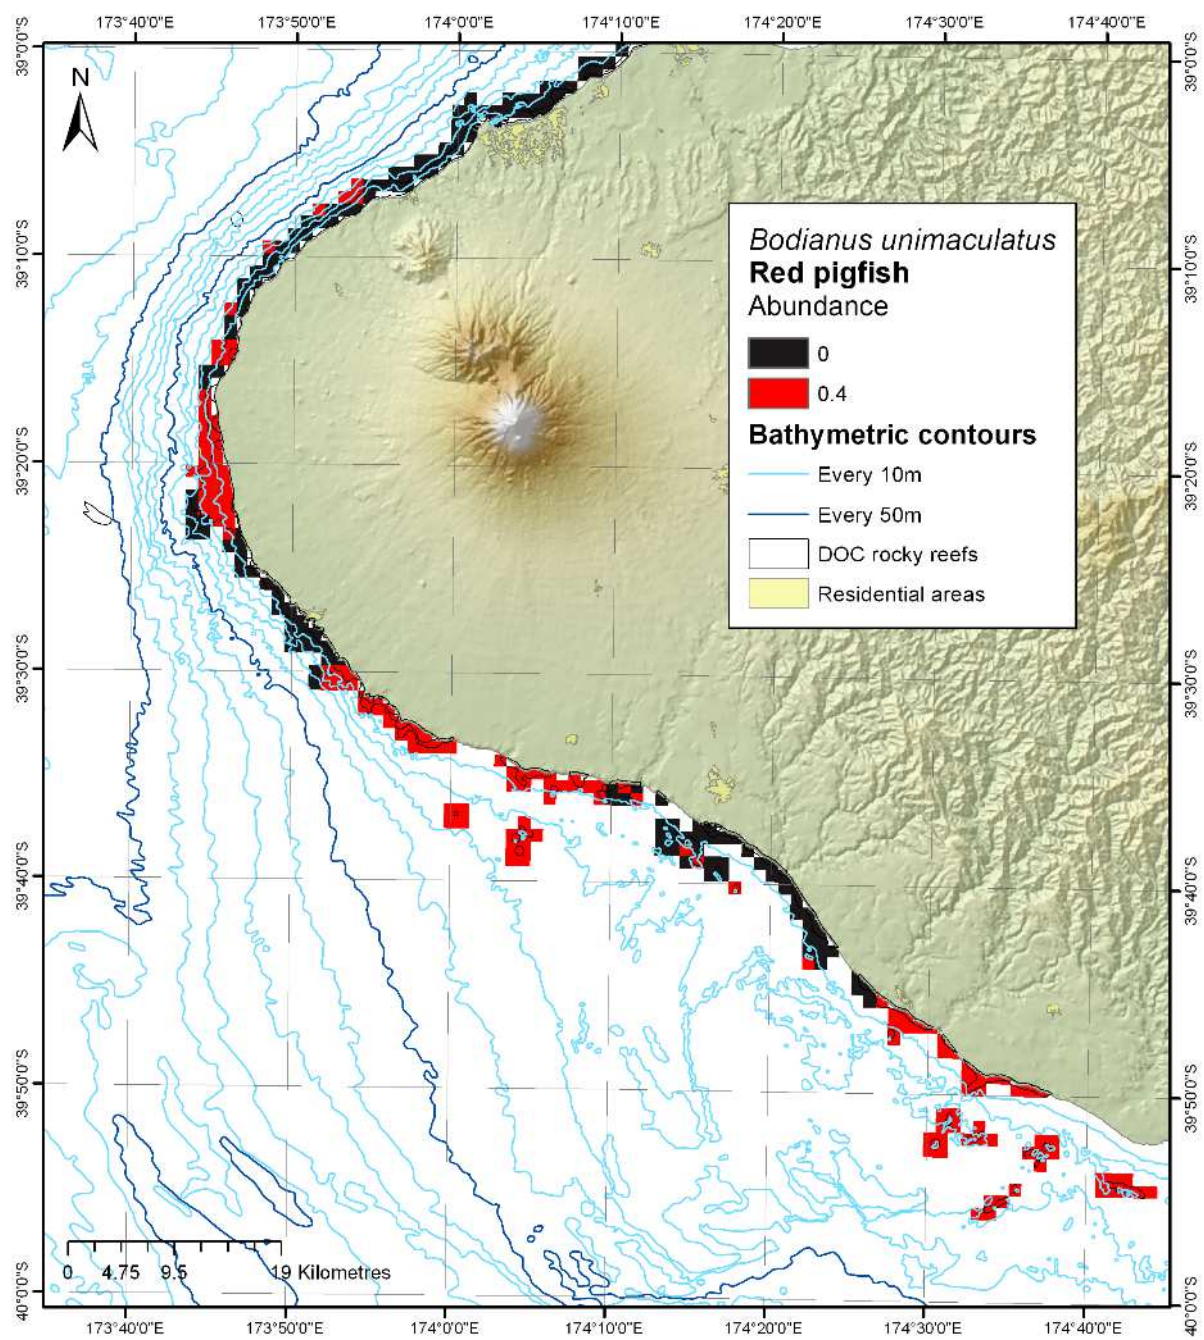 173°40'0"E 173°50'0"E 174°0'0"E 174°10'0"E 174°20'0"E 174°30'0"E 174°40'0"E
39°0'0"S
39°0'0"S
N
Bodianus unimaculatus
Red pigfish
Abundance
0
0.4
Bathymetric contours
Every 10m
Every 50m
DOC rocky reefs
Residential areas
39°10'0"S
39°10'0"S
39°20'0"S
39°20'0"S
39°30'0"S
39°30'0"S
39°40'0"S
39°40'0"S
39°50'0"S
39°50'0"S
0 4.75 9.5 19 Kilometres
40°0'0"S
40°0'0"S
173°40'0"E 173°50'0"E 174°0'0"E 174°10'0"E 174°20'0"E 174°30'0"E 174°40'0"E